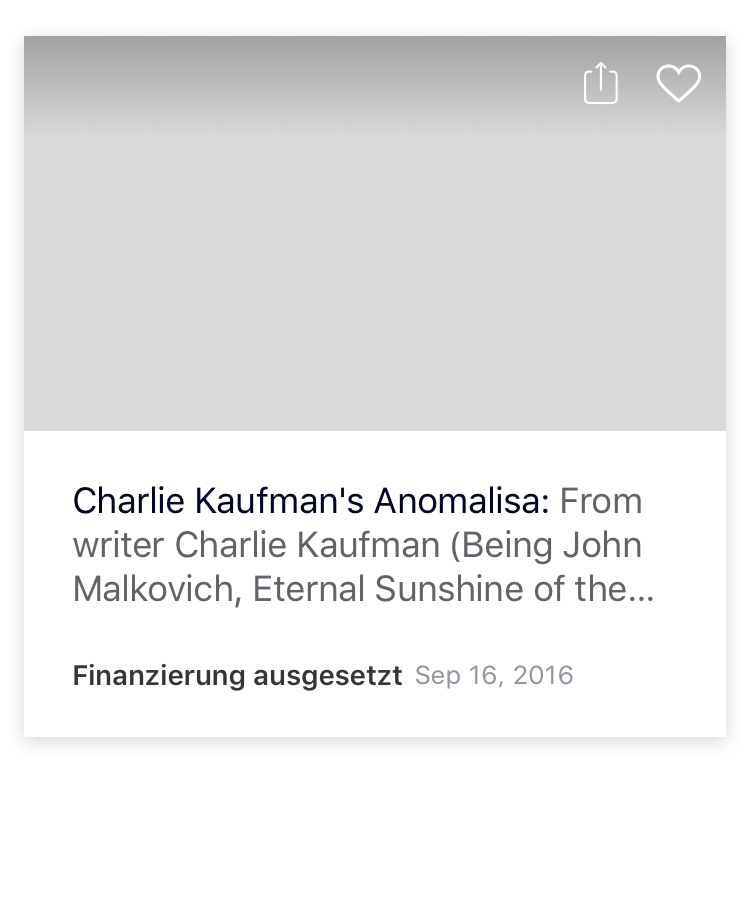 Charlie Kaufman's Anomalisa: From
writer Charlie Kaufman (Being John
Malkovich, Eternal Sunshine of the...
Finanzierung ausgesetzt Sep 16, 2016